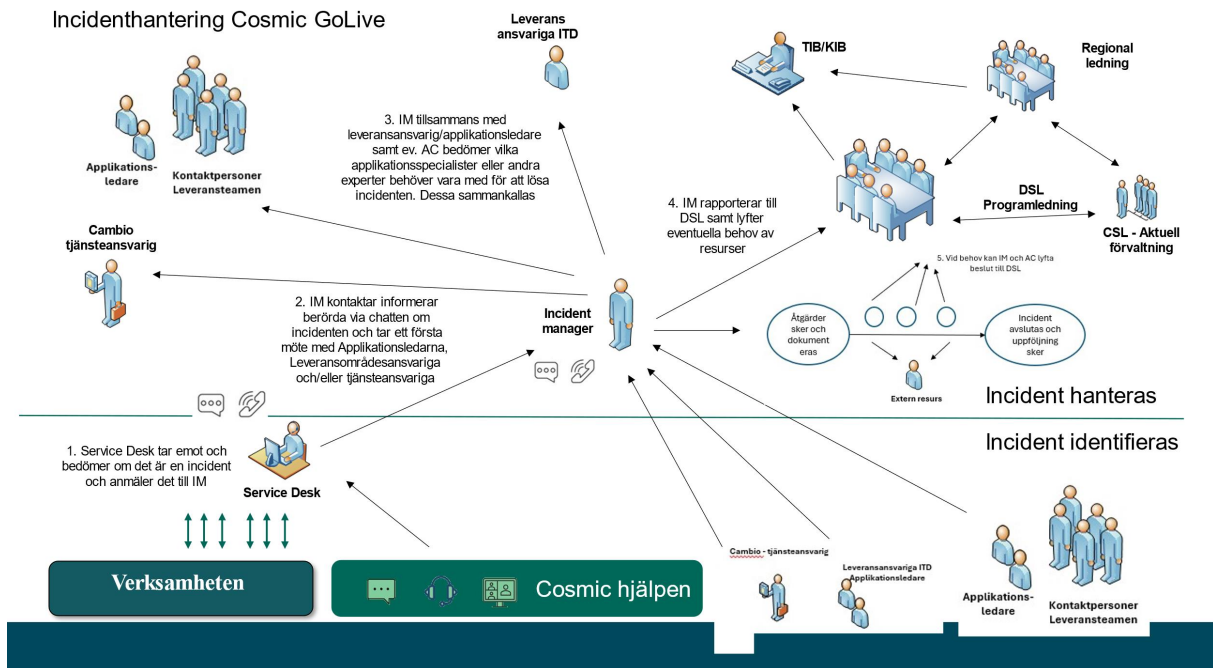 Incidenthantering Cosmic GoLive
Leverans
ansvariga ITD
TIB/KIB
Regional
ledning
Applikations-
ledare
Kontaktpersoner
Leveransteamen
3. IM tillsammans med
leveransansvarig/applikationsledare
samt ev. AC bedömer vilka
applikationsspecialister eller andra
experter behöver vara med för att lösa
incidenten. Dessa sammankallas
4. IM rapporterar till
DSL samt lyfter
eventuella behov av
resurser
DSL
Programledning
CSL - Aktuell
förvaltning
Cambio
tjänsteansvarig
5. Vid behov kan IM och AC lyfta
beslut till DSL
2. IM kontaktar informerar
berörda via chatten om
incidenten och tar ett första
möte med Applikationsledarna,
Leveransområdesansvariga
och/eller tjänsteansvariga
Incident
manager
Åtgärder
sker och
dokument
eras
Incident
avslutas och
uppföljning
sker
Extern resurs
Incident hanteras
Incident identifieras
1. Service Desk tar emot och
bedömer om det är en incident
och anmäler det till IM
Service Desk
Verksamheten
Cosmic hjälpen
Cambio - tjänsteansvarig
Leveransansvariga ITD
Applikationsledare
Applikations-
ledare
Kontaktpersoner
Leveransteamen